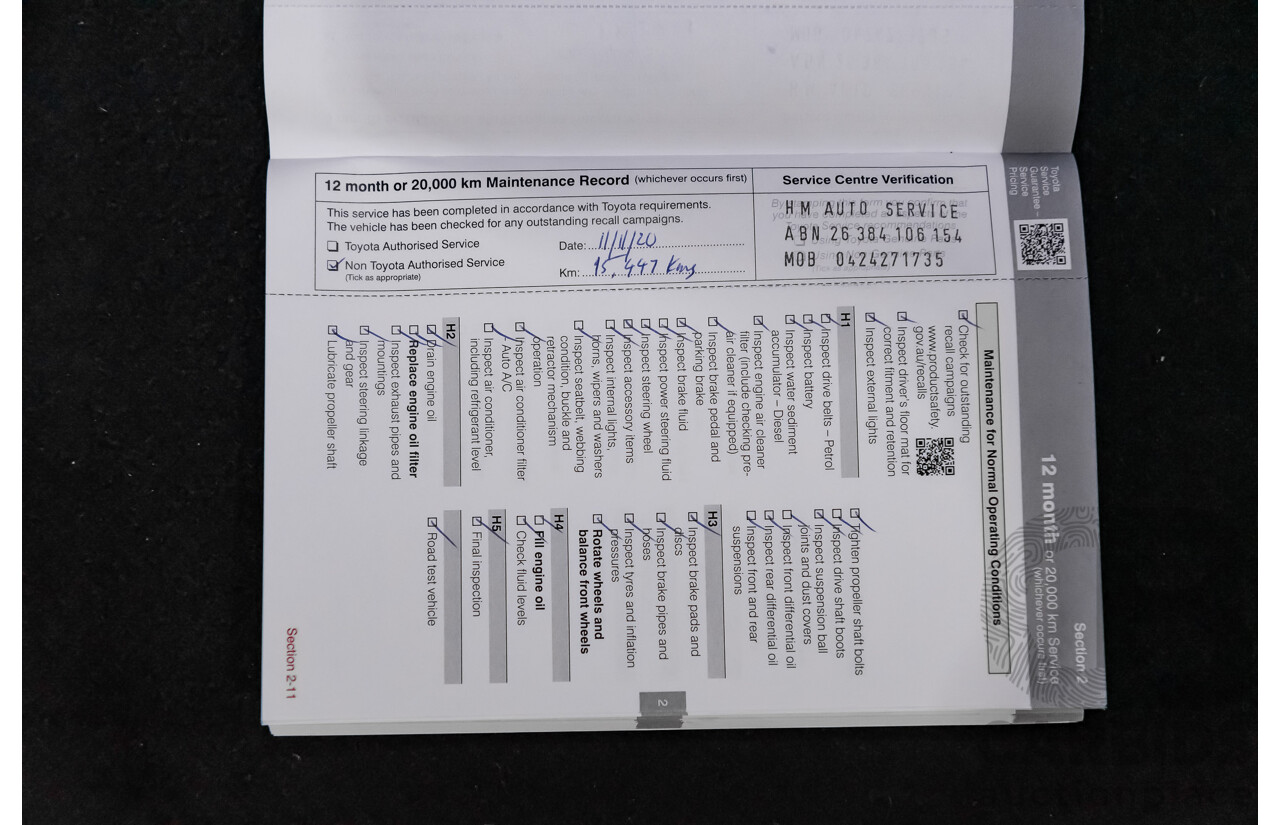 12 month or 20,000 km Maintenance Record (whichever occurs first)
This service has been completed in accordance with Toyota requirements.
The vehicle has been checked for any outstanding recall campaigns.
Toyota Authorised Service
Non Toyota Authorised Service
(Tick as appropriate)
Date: 11/11/20
Km: 15,447 Kms
Service Centre Verification
HM AUTO SERVICE
ABN 26 384 106 154
MOB 0424271735
Toyota
Service
Guarantee –
Service
Pricing
Section 2
12 month or 20,000 km Service
(whichever occurs first)
Maintenance for Normal Operating Conditions
Check for outstanding
recall campaigns
www.productsafety.
gov.au/recalls
Inspect driver's floor mat for
correct fitment and retention
Inspect external lights
H1
Inspect drive belts – Petrol
Inspect battery
Inspect water sediment
accumulator – Diesel
Inspect engine air cleaner
filter (include checking pre-
air cleaner if equipped)
Inspect brake pedal and
parking brake
Inspect brake fluid
Inspect power steering fluid
Inspect steering wheel
Inspect accessory items
Inspect internal lights,
horns, wipers and washers
Inspect seatbelt, webbing
condition, buckle and
retractor mechanism
operation
Inspect air conditioner filter
- Auto A/C
Inspect air conditioner,
including refrigerant level
H2
Drain engine oil
Replace engine oil filter
Inspect exhaust pipes and
mountings
Inspect steering linkage
and gear
Lubricate propeller shaft
Tighten propeller shaft bolts
Inspect drive shaft boots
Inspect suspension ball
joints and dust covers
Inspect front differential oil
Inspect rear differential oil
Inspect front and rear
suspensions
H3
Inspect brake pads and
discs
Inspect brake pipes and
hoses
Inspect tyres and inflation
pressures
Rotate wheels and
balance front wheels
H4
Fill engine oil
Check fluid levels
H5
Final inspection
Road test vehicle
2
Section 2-11